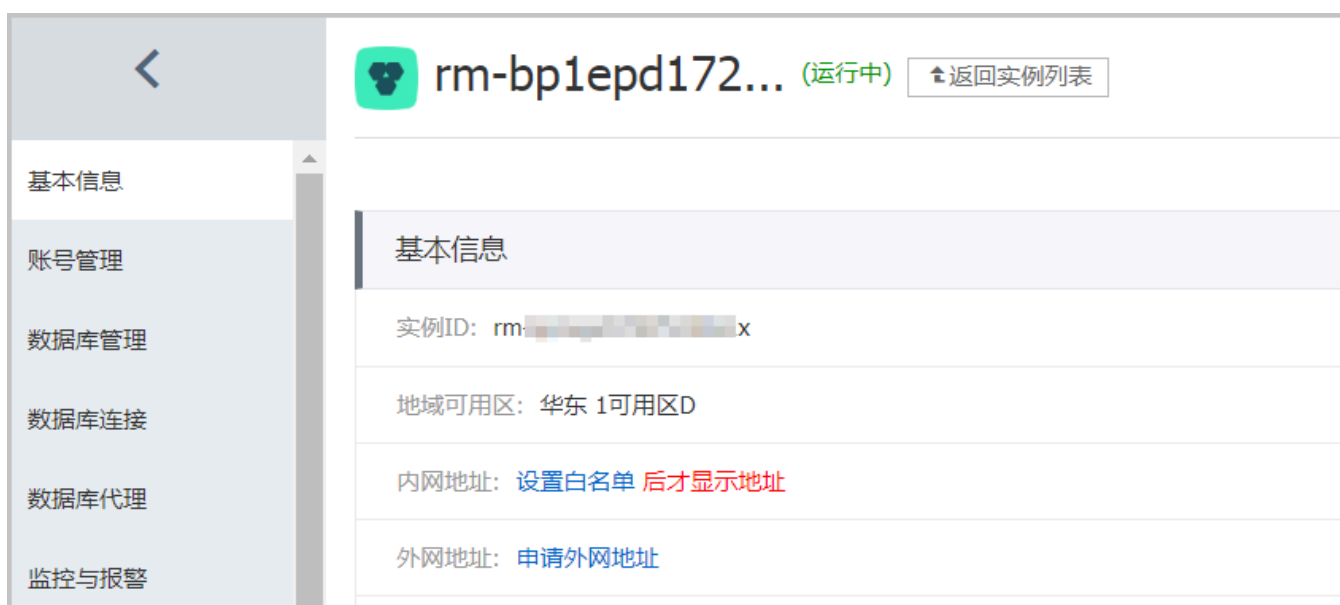 rm-bp1epd172... (运行中) 返回实例列表
基本信息
账号管理
数据库管理
数据库连接
数据库代理
监控与报警
基本信息
实例ID: rm- x
地域可用区: 华东 1可用区D
内网地址: 设置白名单 后才显示地址
外网地址: 申请外网地址